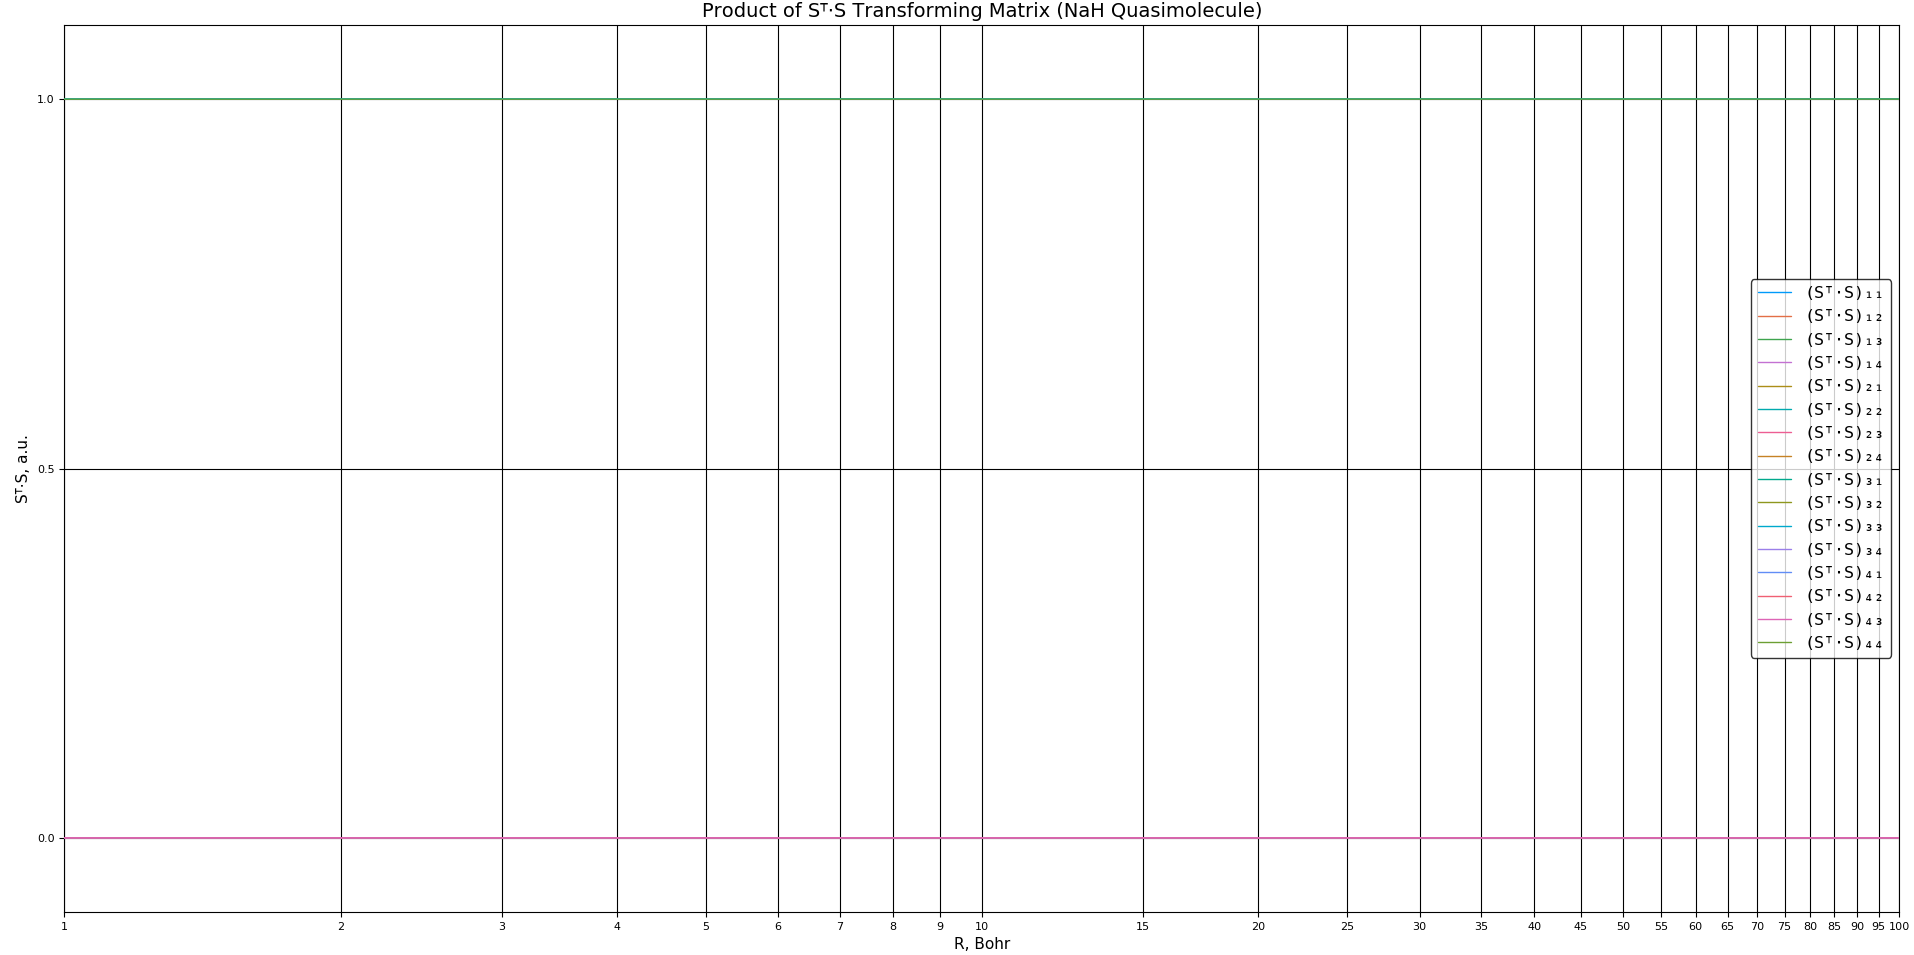 Product of Sᵀ·S Transforming Matrix (NaH Quasimolecule)
1.0
0.5
0.0
Sᵀ·S, a.u.
(Sᵀ·S)₁₁
(Sᵀ·S)₁₂
(Sᵀ·S)₁₃
(Sᵀ·S)₁₄
(Sᵀ·S)₂₁
(Sᵀ·S)₂₂
(Sᵀ·S)₂₃
(Sᵀ·S)₂₄
(Sᵀ·S)₃₁
(Sᵀ·S)₃₂
(Sᵀ·S)₃₃
(Sᵀ·S)₃₄
(Sᵀ·S)₄₁
(Sᵀ·S)₄₂
(Sᵀ·S)₄₃
(Sᵀ·S)₄₄
1 2 3 4 5 6 7 8 9 10 15 20 25 30 35 40 45 50 55 60 65 70 75 80 85 90 95 100
R, Bohr